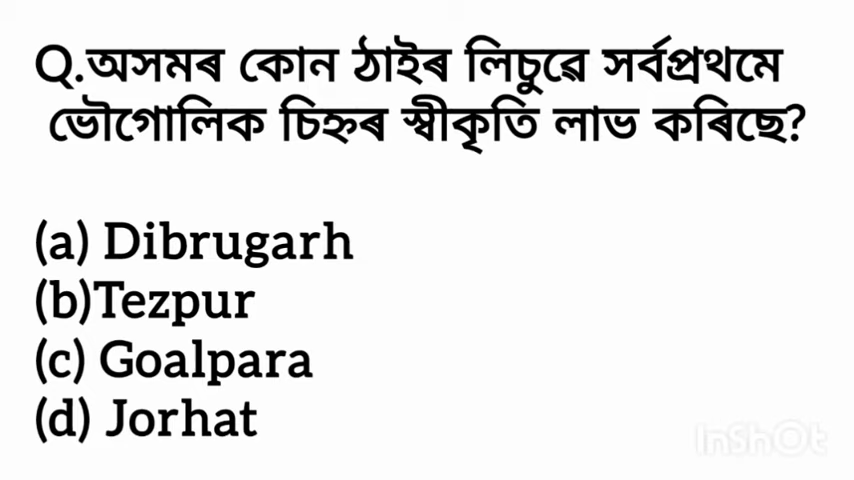 Q.অসমৰ কোন ঠাইৰ লিচুৱে সৰ্বপ্ৰথমে
ভৌগোলিক চিহ্নৰ স্বীকৃতি লাভ কৰিছে?
(a) Dibrugarh
(b)Tezpur
(c) Goalpara
(d) Jorhat
InShOt